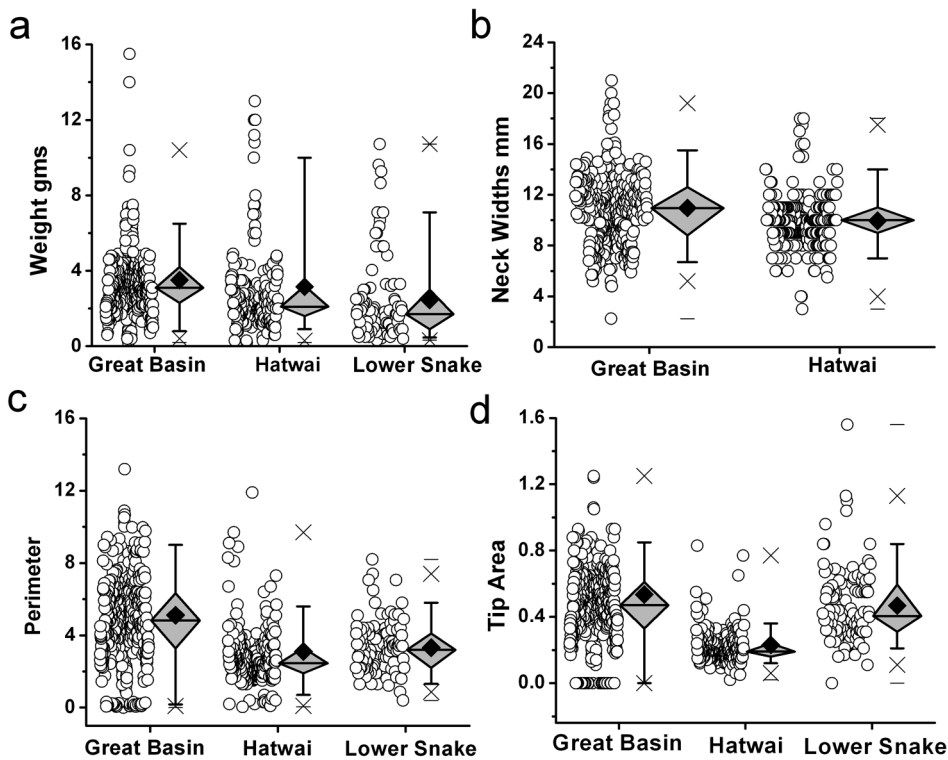 a
16
12
8
4
0
Weight gms
Great Basin
Hatwai
Lower Snake
b
24
20
16
12
8
4
0
Neck Widths mm
Great Basin
Hatwai
c
16
12
8
4
0
Perimeter
Great Basin
Hatwai
Lower Snake
d
1.6
1.2
0.8
0.4
0.0
Tip Area
Great Basin
Hatwai
Lower Snake